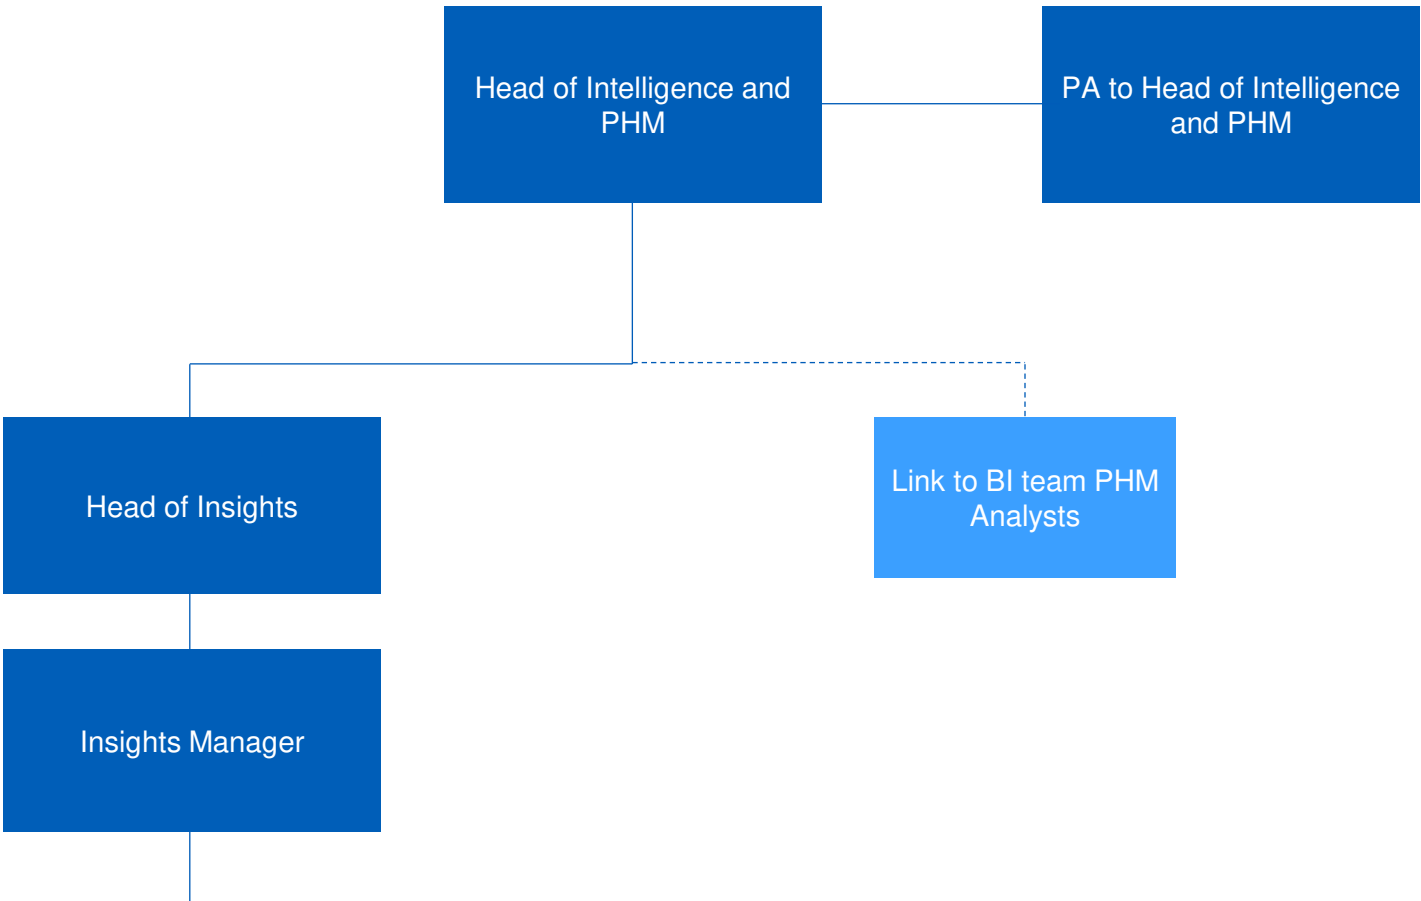 Head of Intelligence and
PHM
PA to Head of Intelligence
and PHM
Head of Insights
Link to BI team PHM
Analysts
Insights Manager